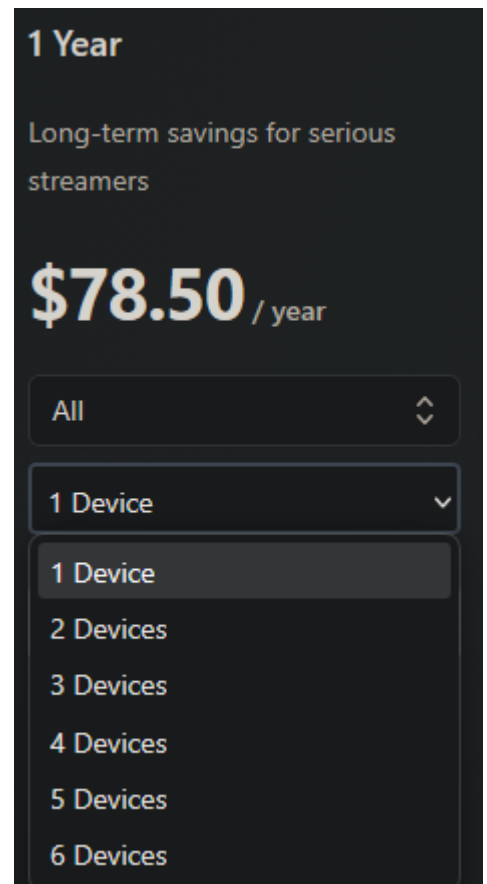 1 Year
Long-term savings for serious
streamers
$78.50 / year
All
1 Device
1 Device
2 Devices
3 Devices
4 Devices
5 Devices
6 Devices